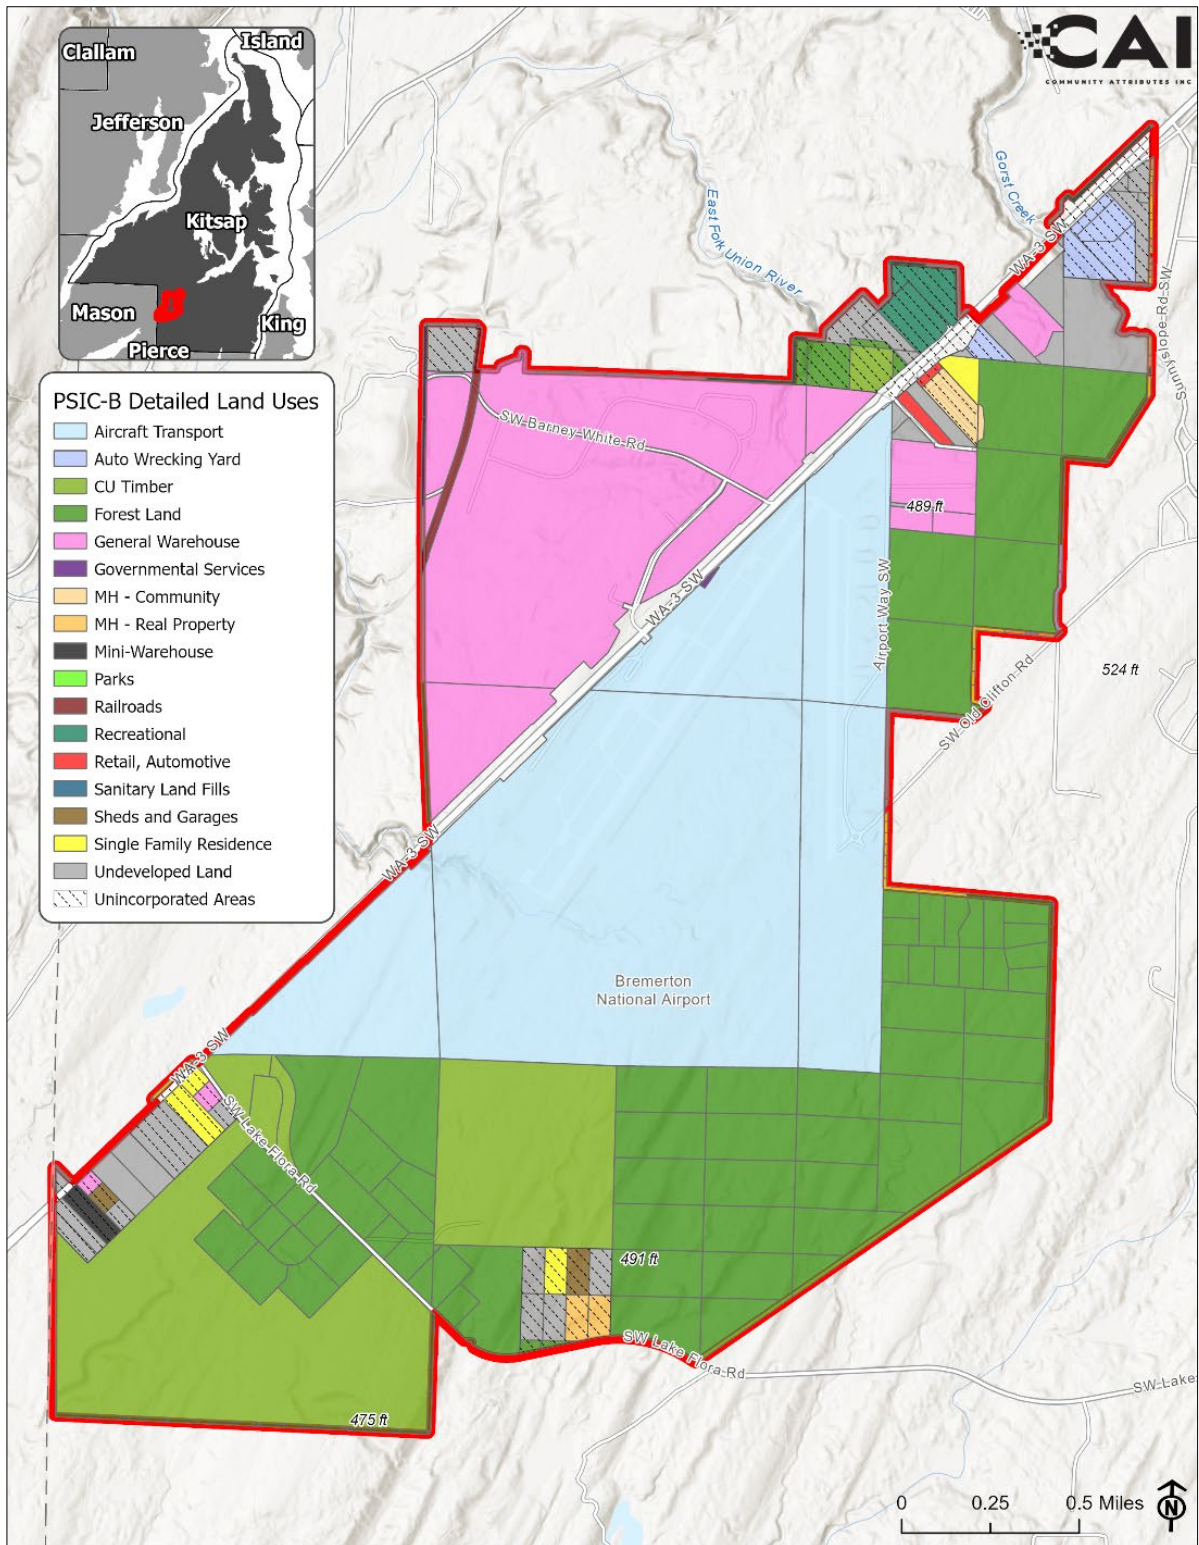 Clallam
Island
Jefferson
Kitsap
Mason
King
Pierce
CAI
COMMUNITY ATTRIBUTES INC
PSIC-B Detailed Land Uses
Aircraft Transport
Auto Wrecking Yard
CU Timber
Forest Land
General Warehouse
Governmental Services
MH - Community
MH - Real Property
Mini-Warehouse
Parks
Railroads
Recreational
Retail, Automotive
Sanitary Land Fills
Sheds and Garages
Single Family Residence
Undeveloped Land
Unincorporated Areas
Gorst Creek
East Fork Union River
WA-3 SW
Sunnyslope Rd SW
SW Barney White Rd
489 ft
WA-3 SW
Airport Way SW
524 ft
SW Old Clifton Rd
WA-3 SW
Bremerton
National Airport
WA-3 SW
SW Lake Flora Rd
491 ft
SW Lake Flora Rd
SW Lake
475 ft
0 0.25 0.5 Miles
N